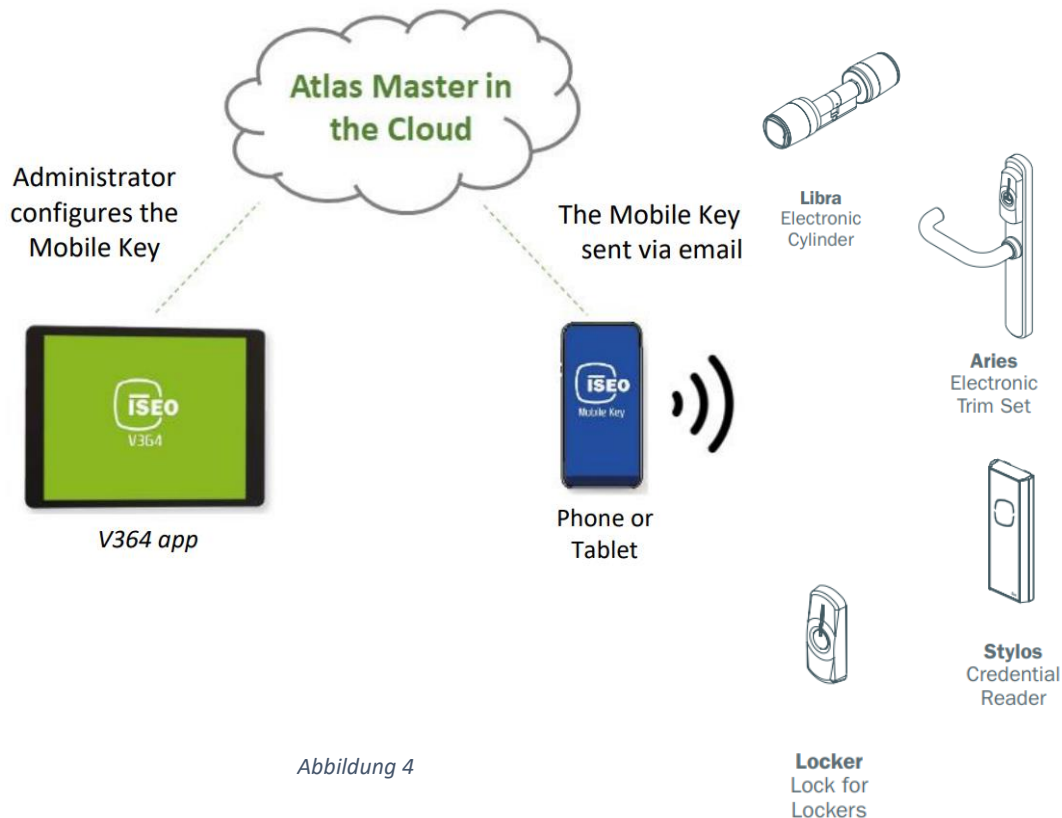 Atlas Master in
the Cloud
Administrator
configures the
Mobile Key
The Mobile Key
sent via email
ISEO
V364
V364 app
ISEO
Mobile Key
Phone or
Tablet
Libra
Electronic
Cylinder
Aries
Electronic
Trim Set
Stylos
Credential
Reader
Locker
Lock for
Lockers
Abbildung 4